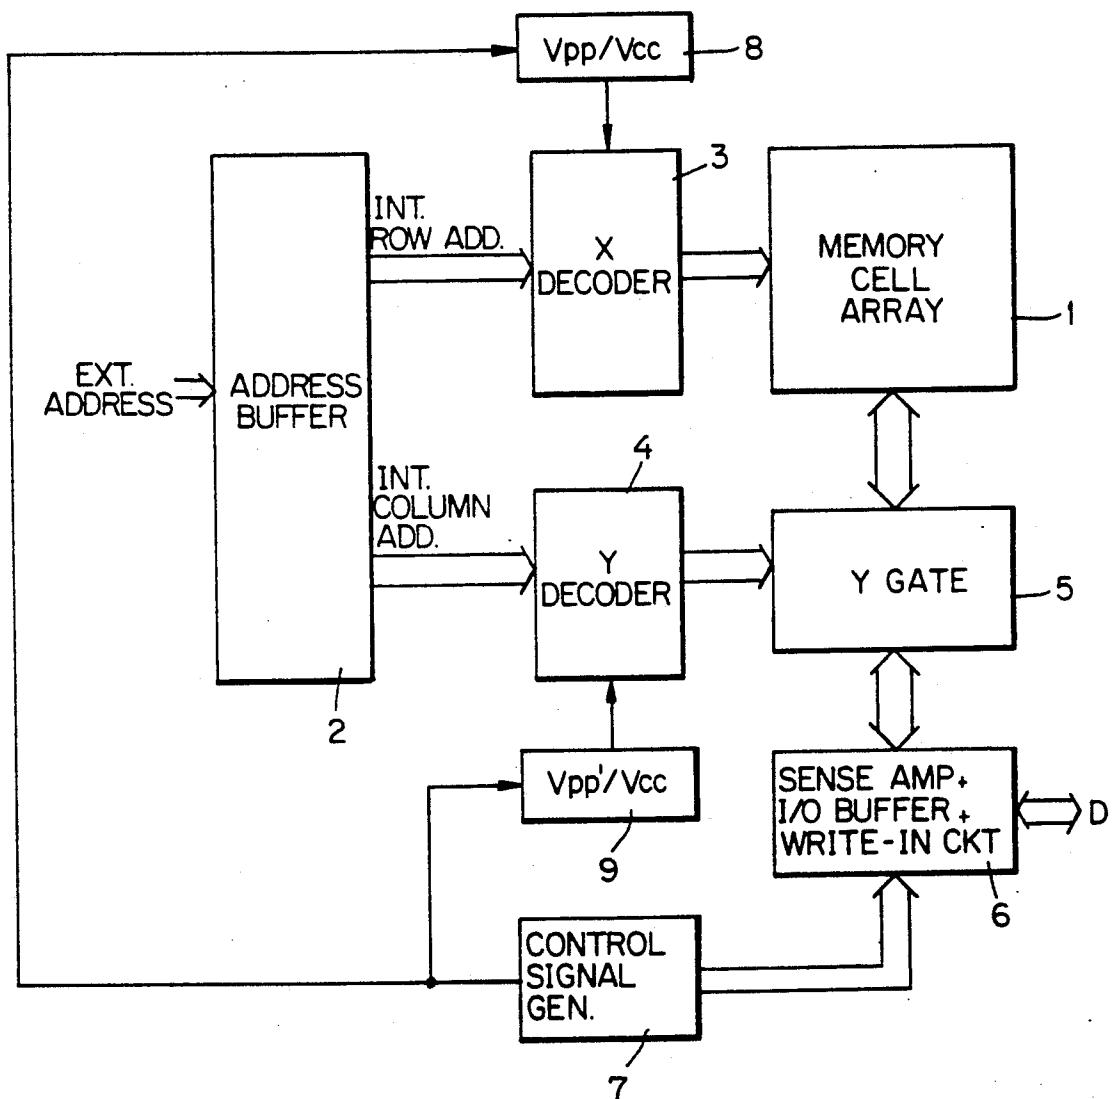 Vpp/Vcc
8
3
INT.
ROW ADD.
X
DECODER
MEMORY
CELL
ARRAY
1
EXT.
ADDRESS
ADDRESS
BUFFER
INT.
COLUMN
ADD.
4
Y
DECODER
Y GATE
5
2
Vpp'/Vcc
9
SENSE AMP+
I/O BUFFER+
WRITE-IN CKT
D
6
CONTROL
SIGNAL
GEN.
7